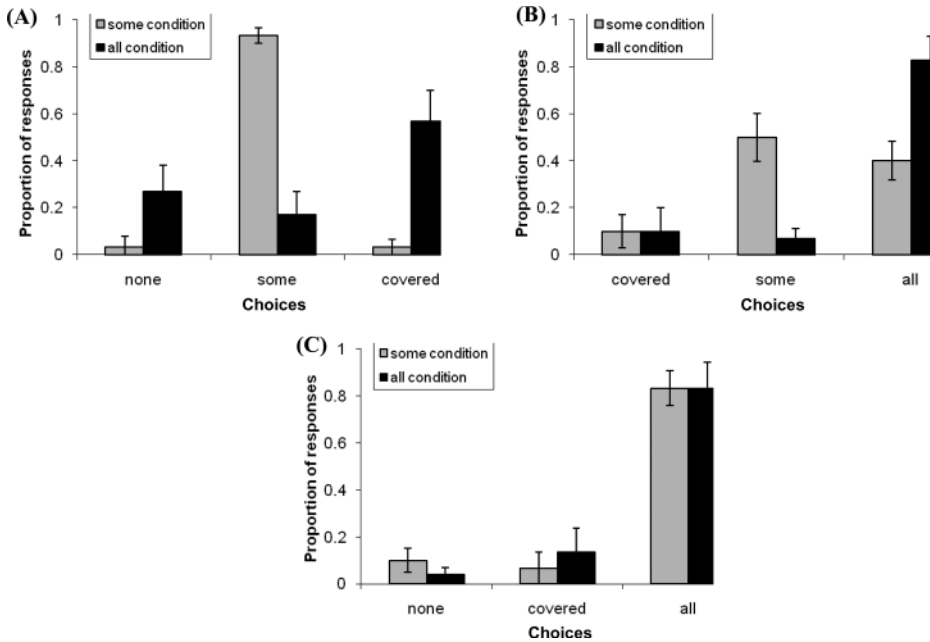 (A)
some condition
all condition
Proportion of responses
1
0.8
0.6
0.4
0.2
0
none some covered
Choices
(B)
some condition
all condition
Proportion of responses
1
0.8
0.6
0.4
0.2
0
covered some all
Choices
(C)
some condition
all condition
Proportion of responses
1
0.8
0.6
0.4
0.2
0
none covered all
Choices